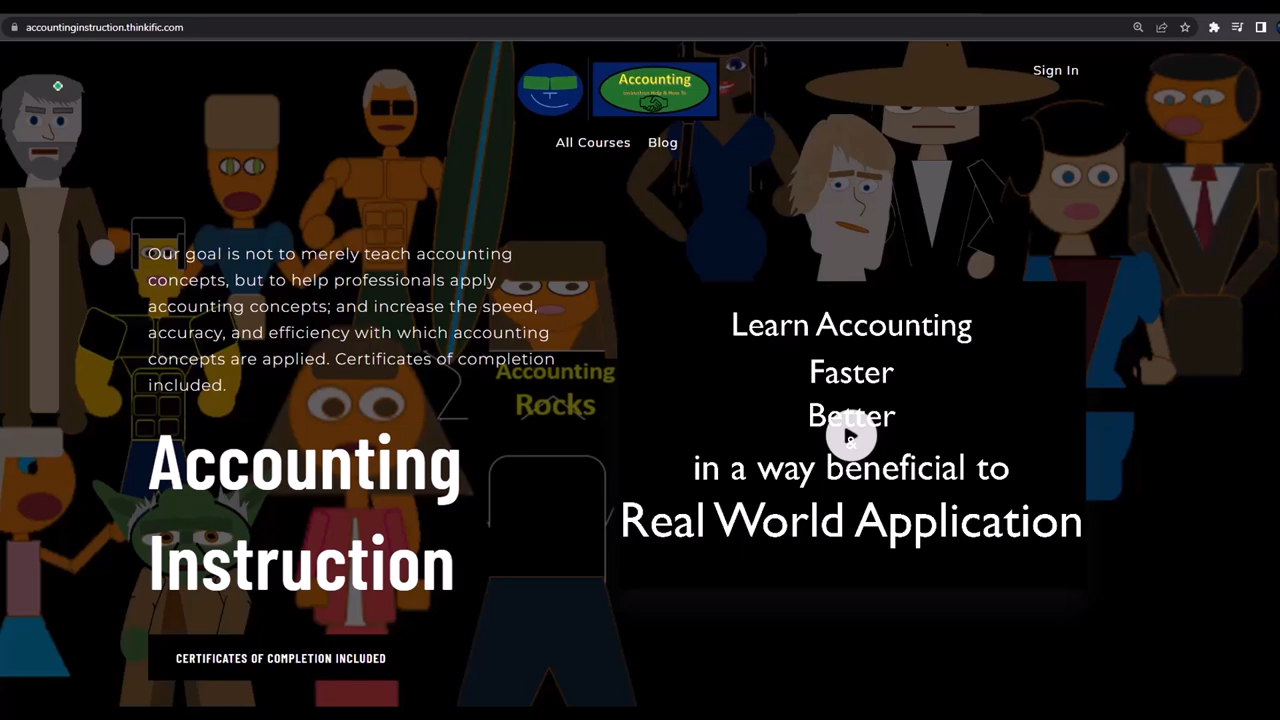 accountinginstruction.thinkific.com
Accounting
Sign In
All Courses
Blog
Our goal is not to merely teach accounting
concepts, but to help professionals apply
accounting concepts; and increase the speed,
accuracy, and efficiency with which accounting
concepts are applied. Certificates of completion
included.
Accounting
Rocks
Learn Accounting
Faster
Better
&
in a way beneficial to
Real World Application
Accounting
Instruction
CERTIFICATES OF COMPLETION INCLUDED